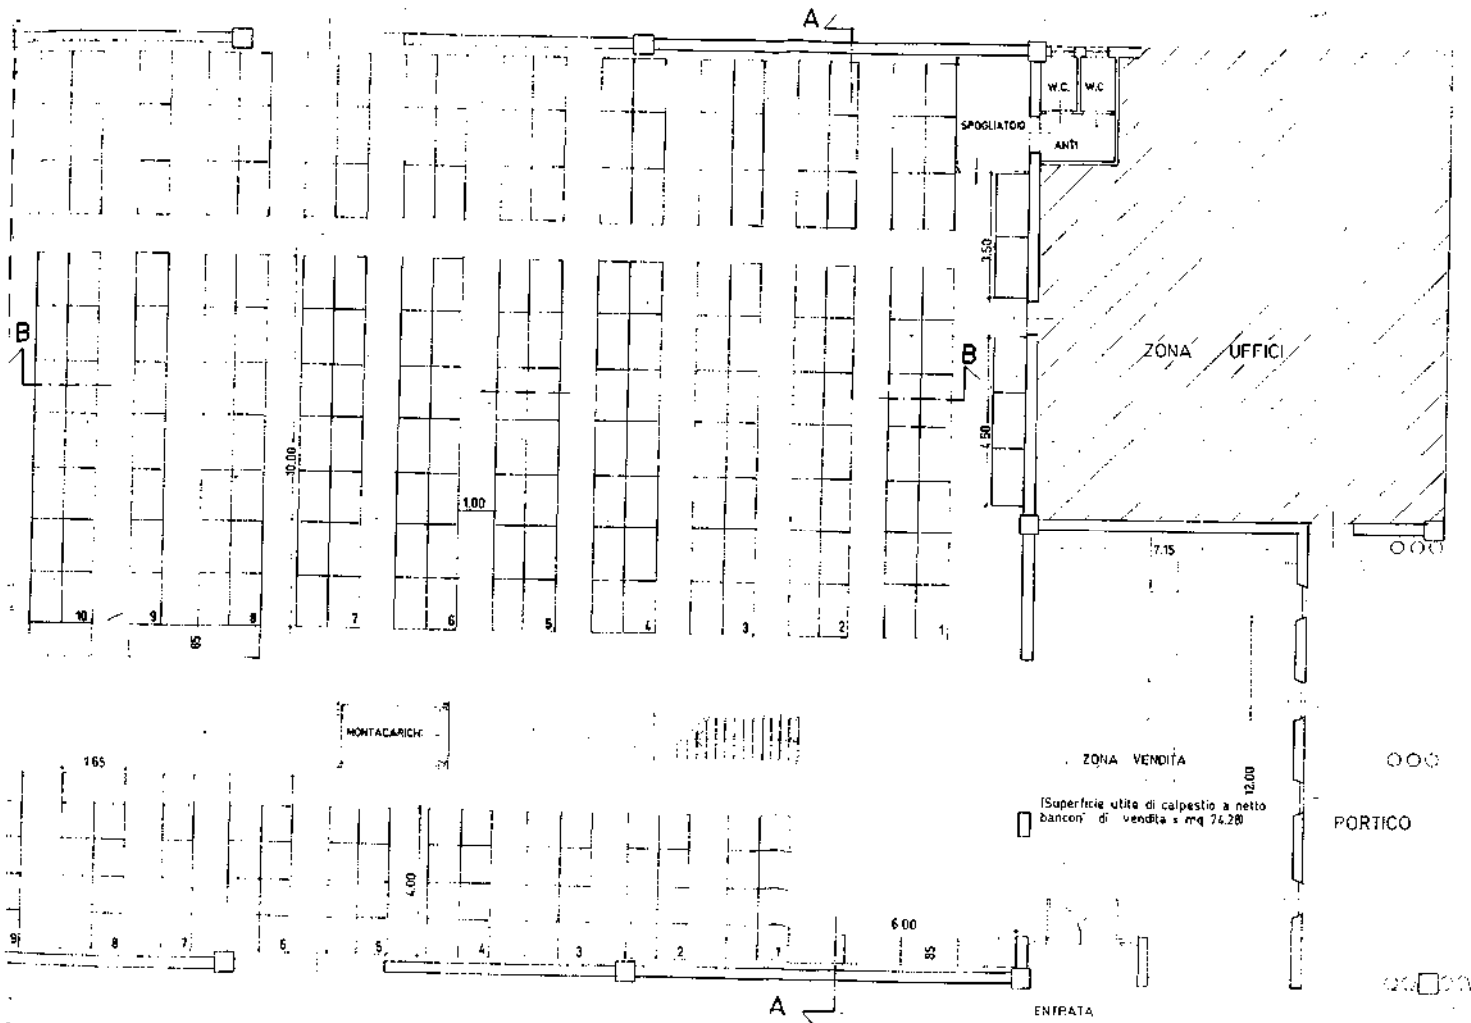 A
W.C.
W.C
SPOGLIATOIO
ANTI
3.50
B
B
ZONA UFFICI
4.50
10.00
1.00
7.15
10
9
8
7
6
5
4
3
2
1
65
MONTACARICHI
165
ZONA VENDITA
12.00
(Superficie utile di calpestio a netto
banconi di vendita = mq 74.28)
PORTICO
4.00
6.00
85
9
8
7
6
5
4
3
2
1
A
ENTRATA